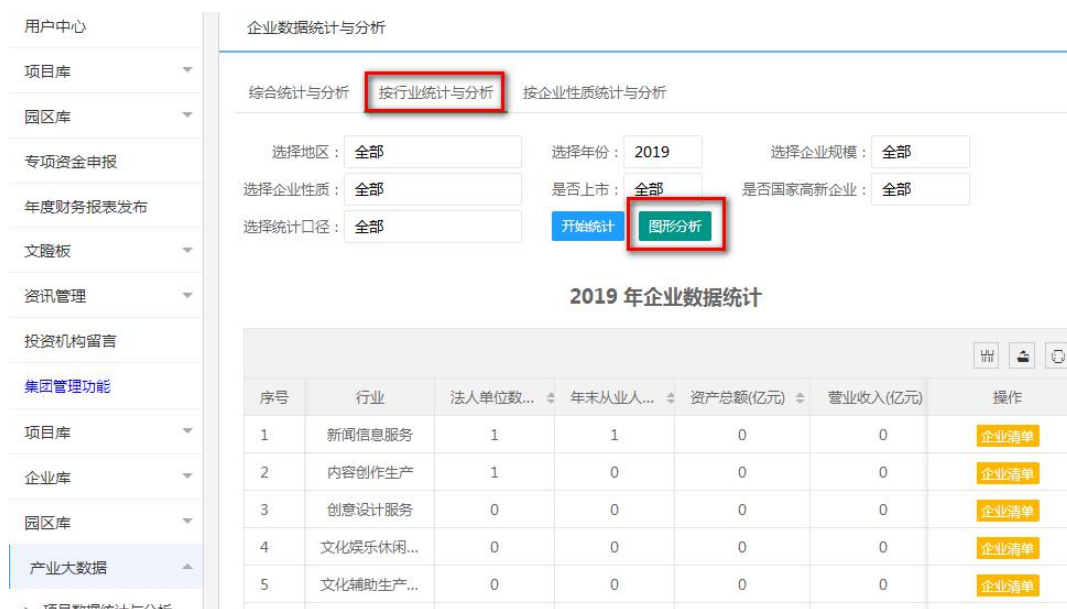 用户中心
项目库
园区库
专项资金申报
年度财务报表发布
文瞪板
资讯管理
投资机构留言
集团管理功能
项目库
企业库
园区库
产业大数据
项目数据统计与分析
企业数据统计与分析
综合统计与分析 按行业统计与分析 按企业性质统计与分析
选择地区： 全部 选择年份： 2019 选择企业规模： 全部
选择企业性质： 全部 是否上市： 全部 是否国家高新企业： 全部
选择统计口径： 全部 开始统计 图形分析
2019 年企业数据统计
序号 行业 法人单位数... 年末从业人... 资产总额(亿元) 营业收入(亿元) 操作
1 新闻信息服务 1 1 0 0 企业清单
2 内容创作生产 1 0 0 0 企业清单
3 创意设计服务 0 0 0 0 企业清单
4 文化娱乐休闲... 0 0 0 0 企业清单
5 文化辅助生产... 0 0 0 0 企业清单